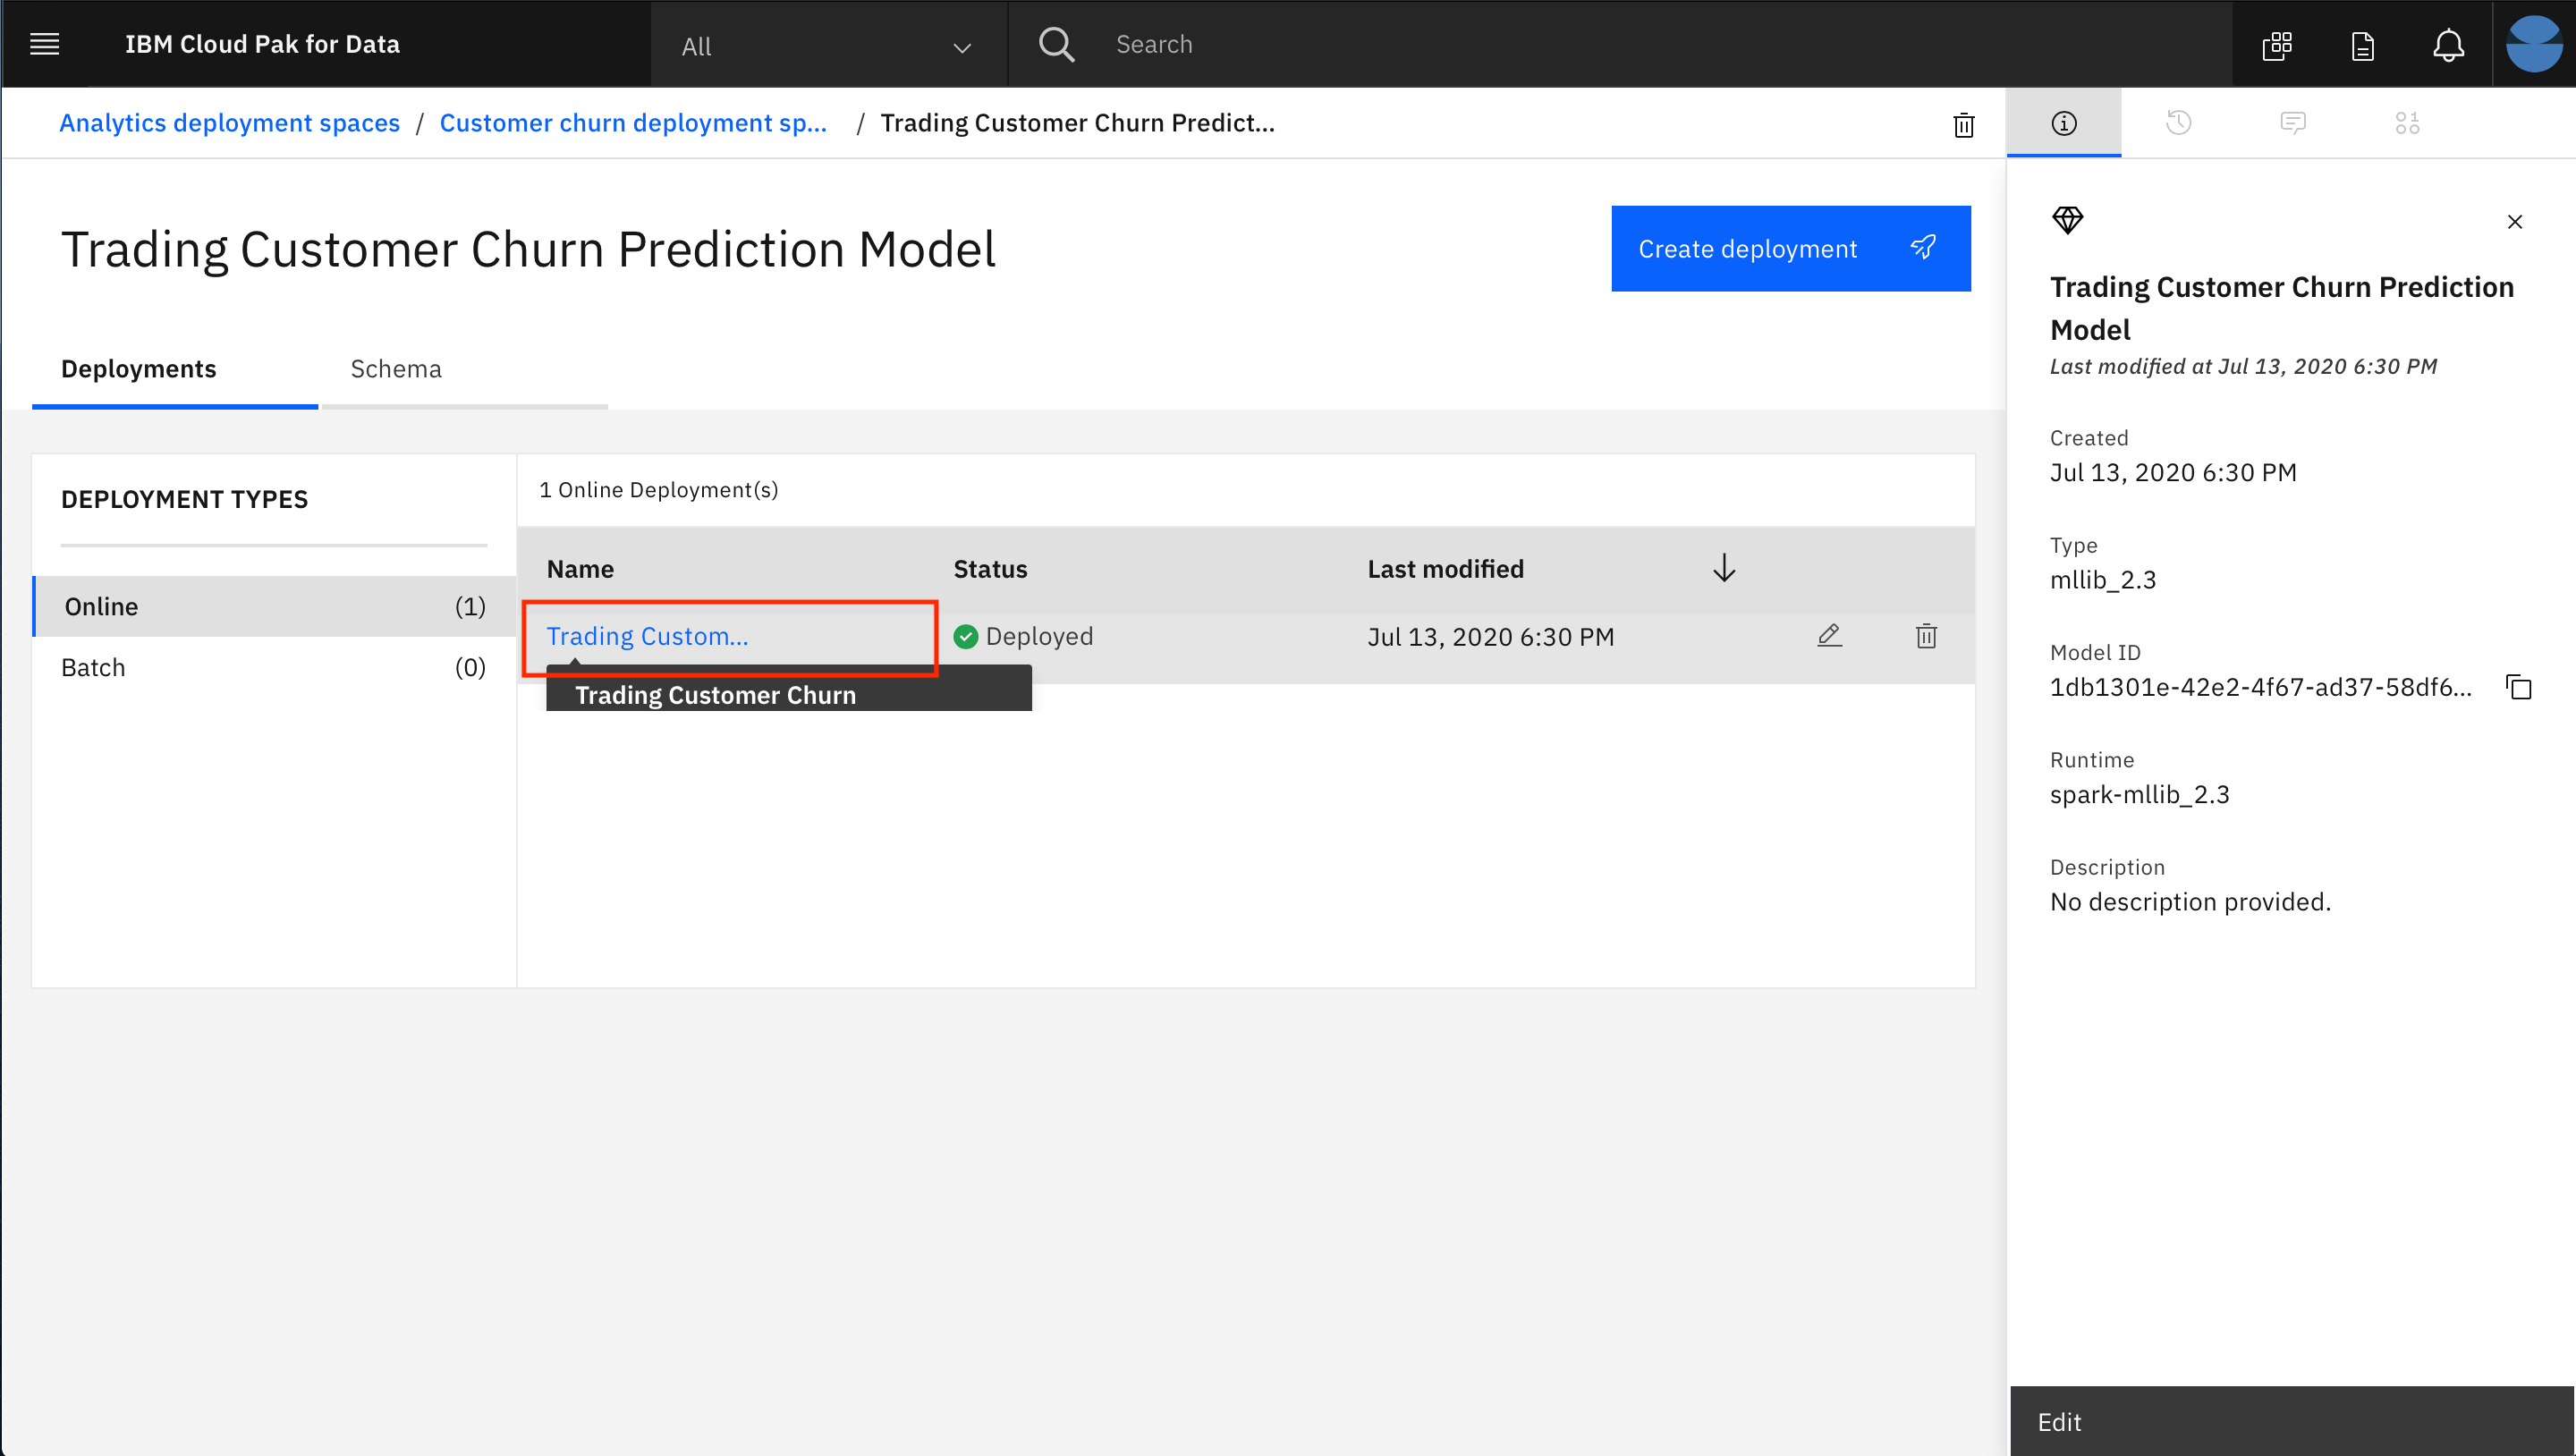 IBM Cloud Pak for Data
All
Search
Analytics deployment spaces / Customer churn deployment sp... / Trading Customer Churn Predict...
Trading Customer Churn Prediction Model
Create deployment
Deployments
Schema
DEPLOYMENT TYPES
Online (1)
Batch (0)
1 Online Deployment(s)
Name Status Last modified
Trading Custom... Deployed Jul 13, 2020 6:30 PM
Trading Customer Churn
Trading Customer Churn Prediction
Model
Last modified at Jul 13, 2020 6:30 PM
Created
Jul 13, 2020 6:30 PM
Type
mllib_2.3
Model ID
1db1301e-42e2-4f67-ad37-58df6...
Runtime
spark-mllib_2.3
Description
No description provided.
Edit